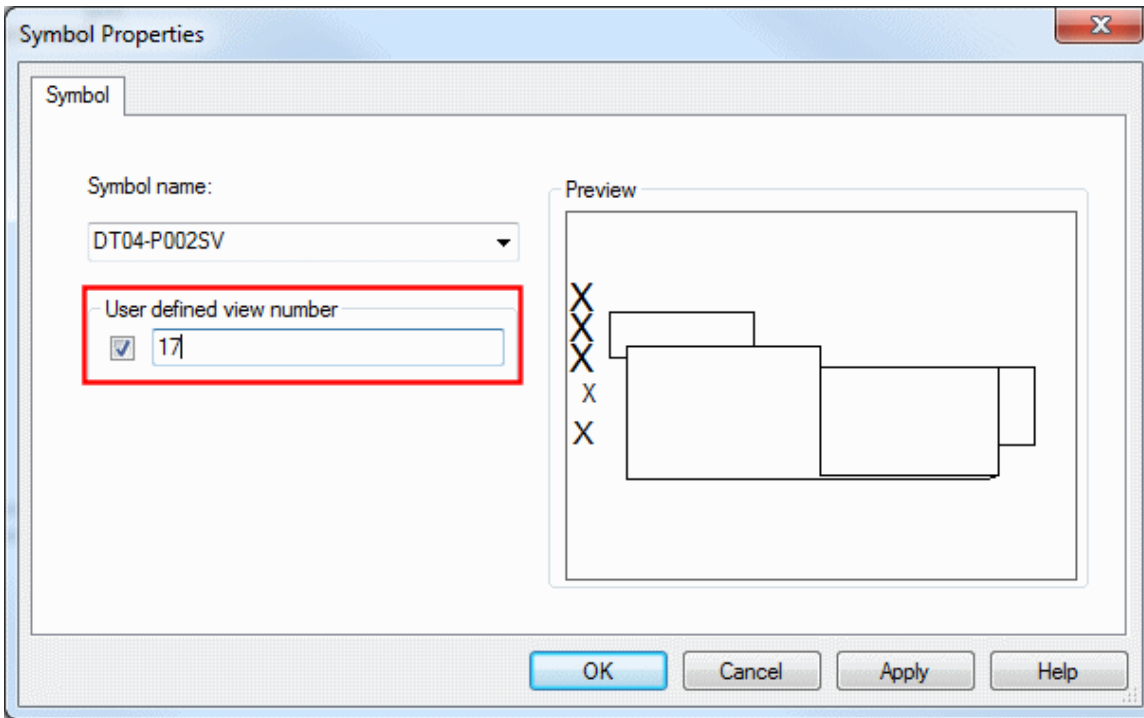 Symbol Properties
Symbol
Symbol name:
DT04-P002SV
User defined view number
17
Preview
X
X
X
X
X
OK
Cancel
Apply
Help